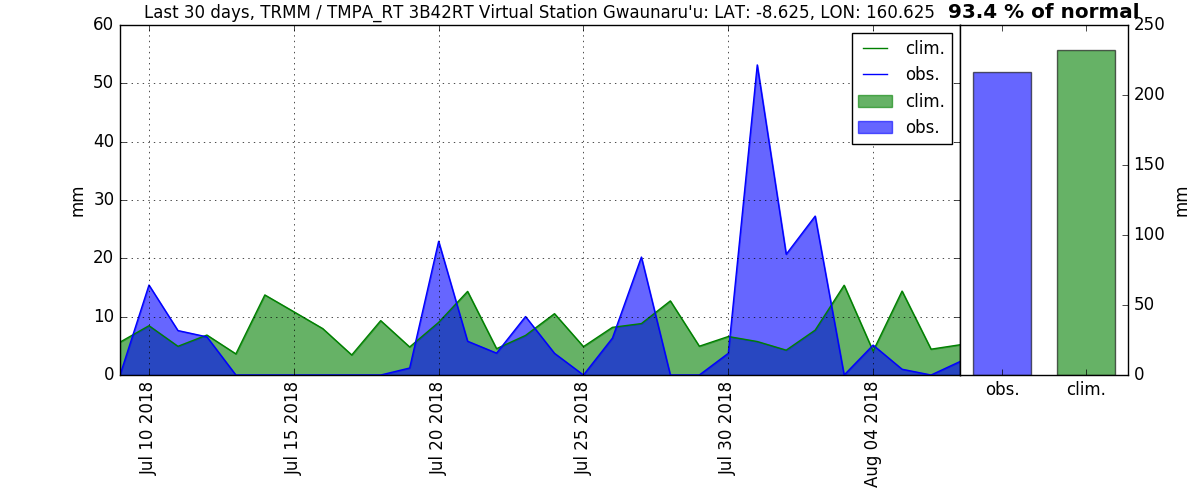 Last 30 days, TRMM / TMPA_RT 3B42RT Virtual Station Gwaunaru'u: LAT: -8.625, LON: 160.625
93.4 % of normal
60
50
40
30
20
10
0
mm
clim.
obs.
clim.
obs.
Jul 10 2018
Jul 15 2018
Jul 20 2018
Jul 25 2018
Jul 30 2018
Aug 04 2018
250
200
150
100
50
0
mm
obs.
clim.